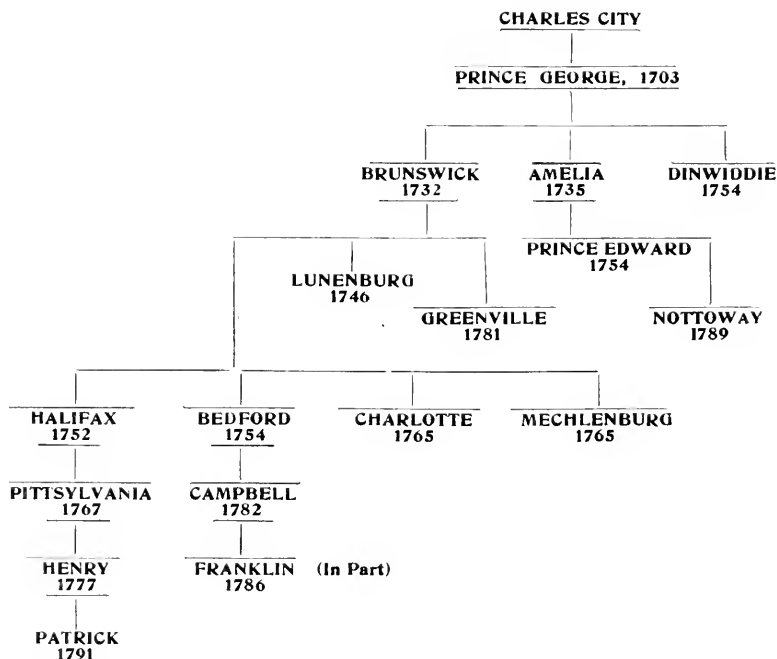 CHARLES CITY
PRINCE GEORGE, 1703
BRUNSWICK
1732
AMELIA
1735
DINWIDDIE
1754
PRINCE EDWARD
1754
LUNENBURG
1746
GREENVILLE
1781
NOTTOWAY
1789
HALIFAX
1752
BEDFORD
1754
CHARLOTTE
1765
MECHLENBURG
1765
PITTSYLVANIA
1767
CAMPBELL
1782
HENRY
1777
FRANKLIN (In Part)
1786
PATRICK
1791